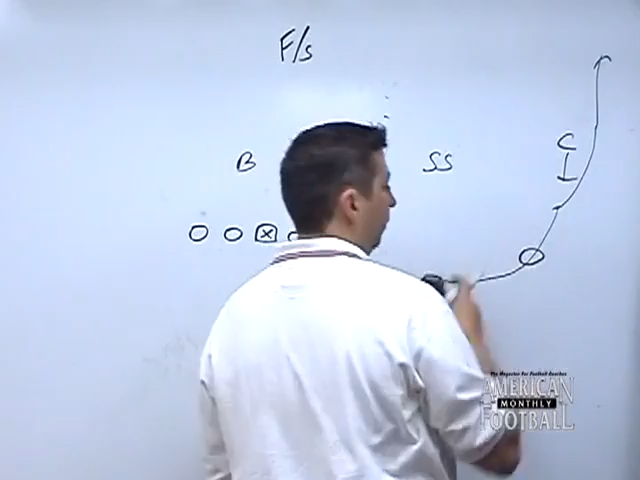 F/S
B
SS
C
X
The Magazine For Football Coaches
AMERICAN
MONTHLY
FOOTBALL